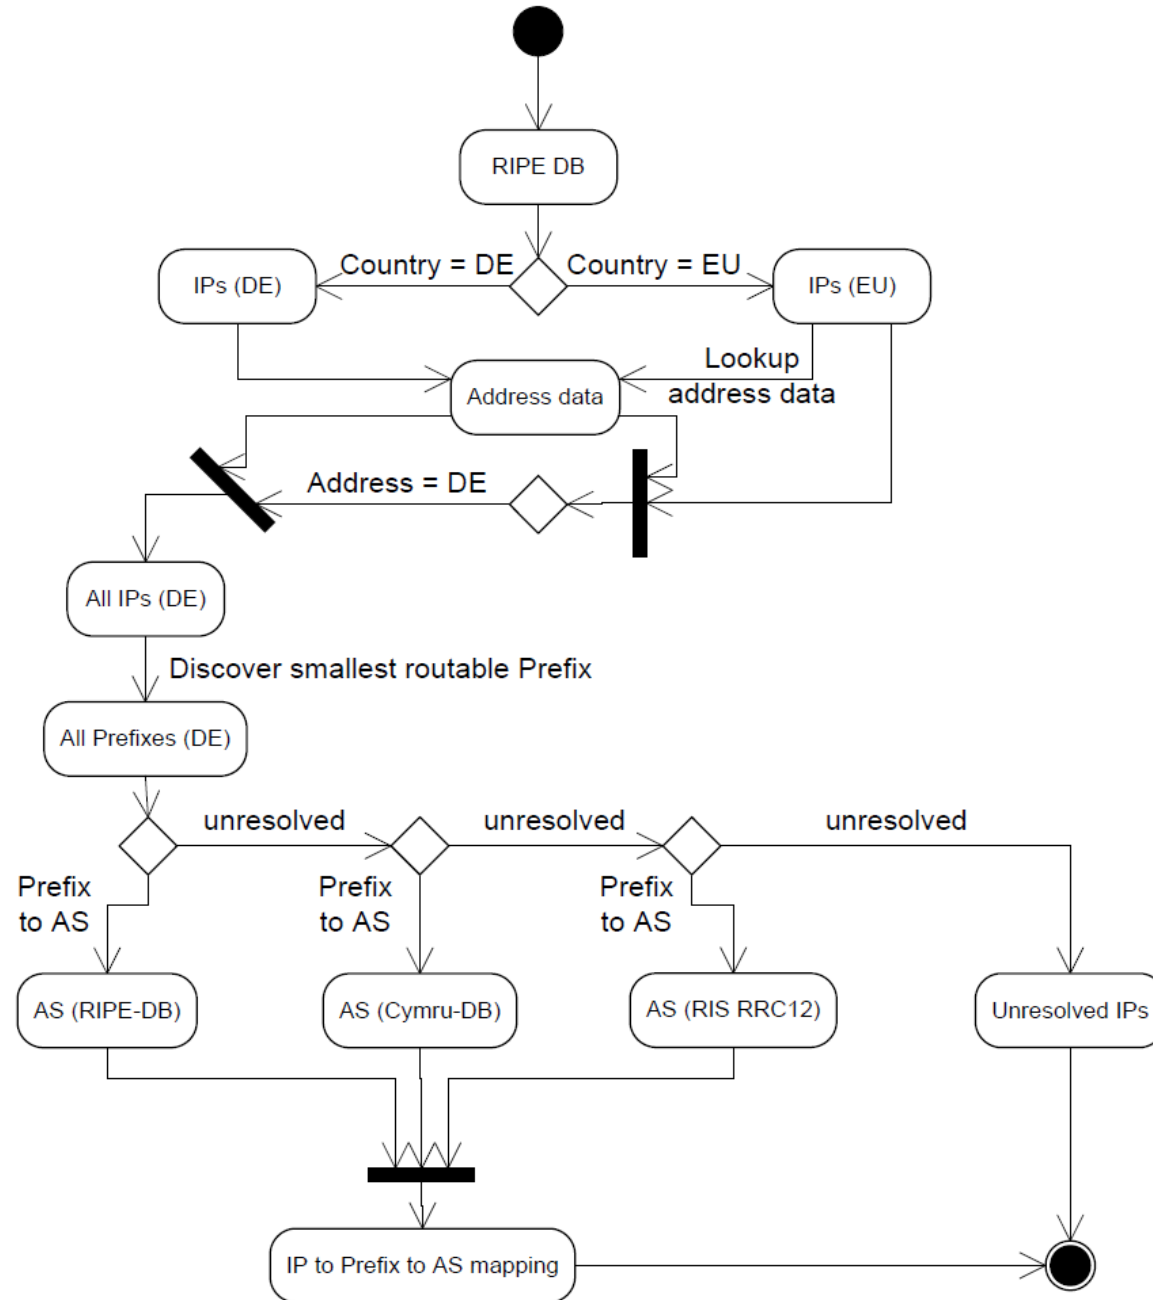 RIPE DB
Country = DE
Country = EU
IPs (DE)
IPs (EU)
Lookup
address data
Address data
Address = DE
All IPs (DE)
Discover smallest routable Prefix
All Prefixes (DE)
unresolved
unresolved
unresolved
Prefix
to AS
Prefix
to AS
Prefix
to AS
AS (RIPE-DB)
AS (Cymru-DB)
AS (RIS RRC12)
Unresolved IPs
IP to Prefix to AS mapping